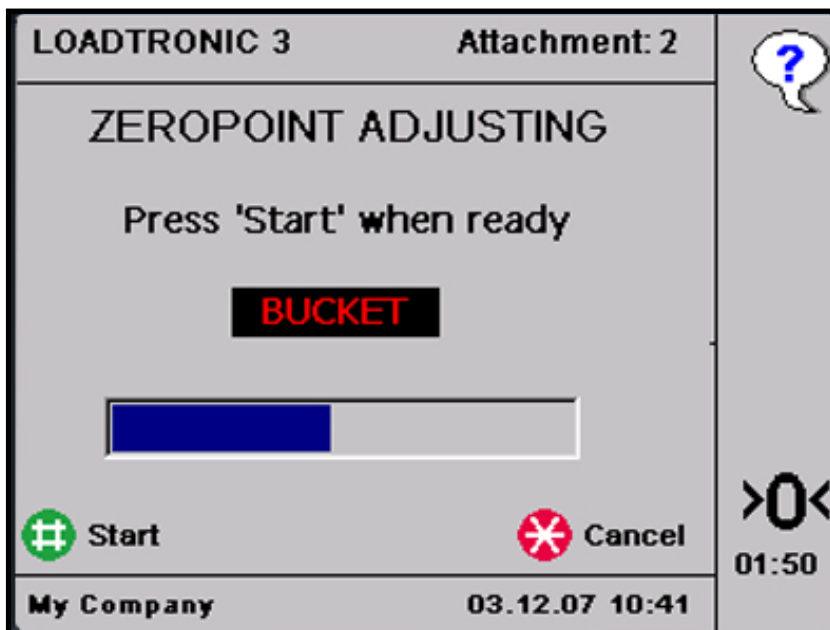 LOADTRONIC 3 Attachment: 2
?
ZEROPOINT ADJUSTING
Press 'Start' when ready
BUCKET
# Start
* Cancel
>0<
01:50
My Company 03.12.07 10:41